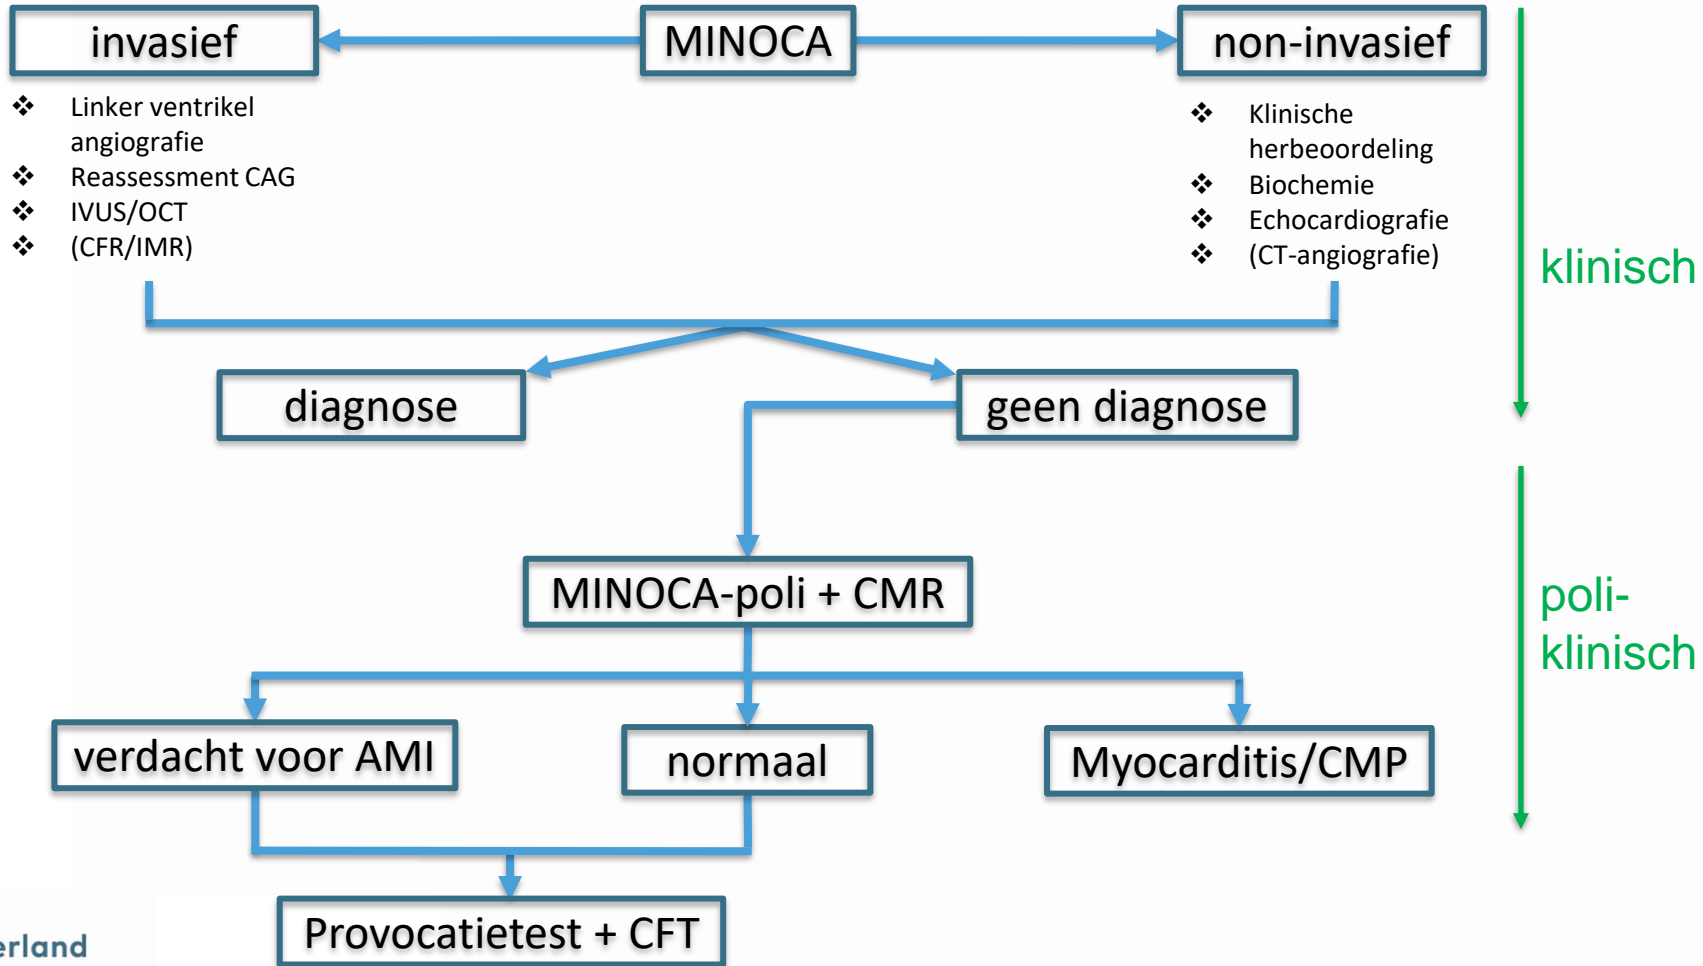 invasief
MINOCA
non-invasief
❖ Linker ventrikel
angiografie
❖ Reassessment CAG
❖ IVUS/OCT
❖ (CFR/IMR)
❖ Klinische
herbeoordeling
❖ Biochemie
❖ Echocardiografie
❖ (CT-angiografie)
klinisch
diagnose
geen diagnose
MINOCA-poli + CMR
poli-
klinisch
verdacht voor AMI
normaal
Myocarditis/CMP
Provocatietest + CFT
erland